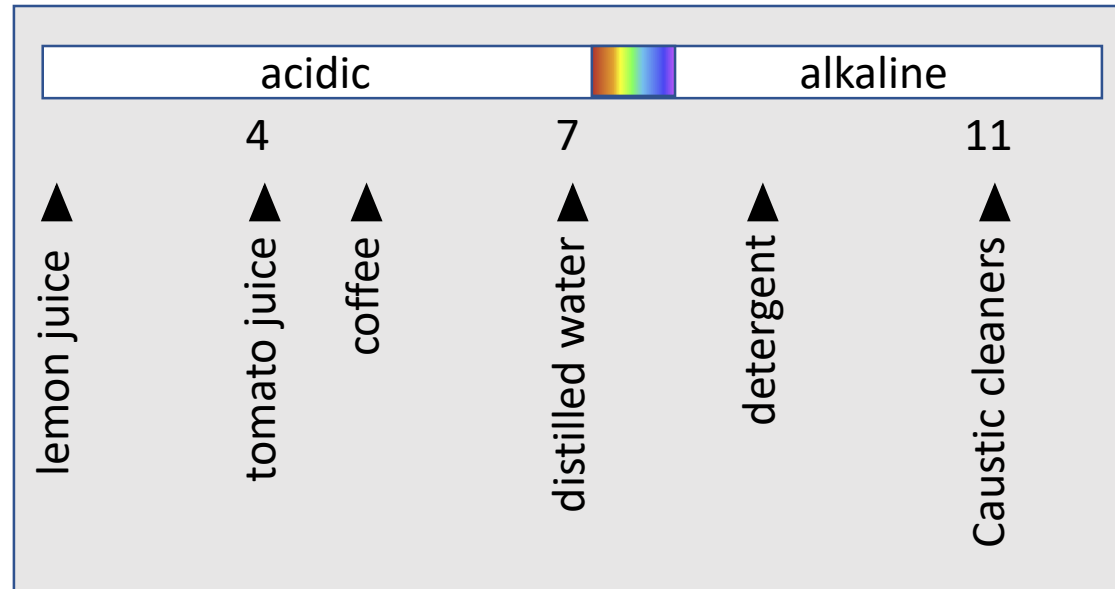 acidic alkaline
4 7 11
lemon juice
tomato juice
coffee
distilled water
detergent
Caustic cleaners